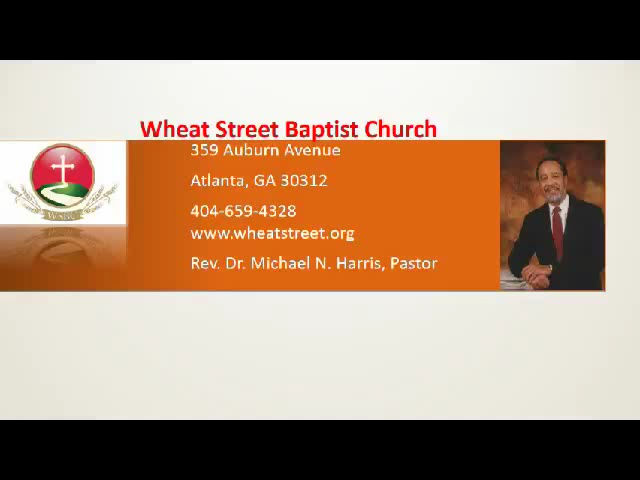 Wheat Street Baptist Church
359 Auburn Avenue
Atlanta, GA 30312
404-659-4328
www.wheatstreet.org
Rev. Dr. Michael N. Harris, Pastor